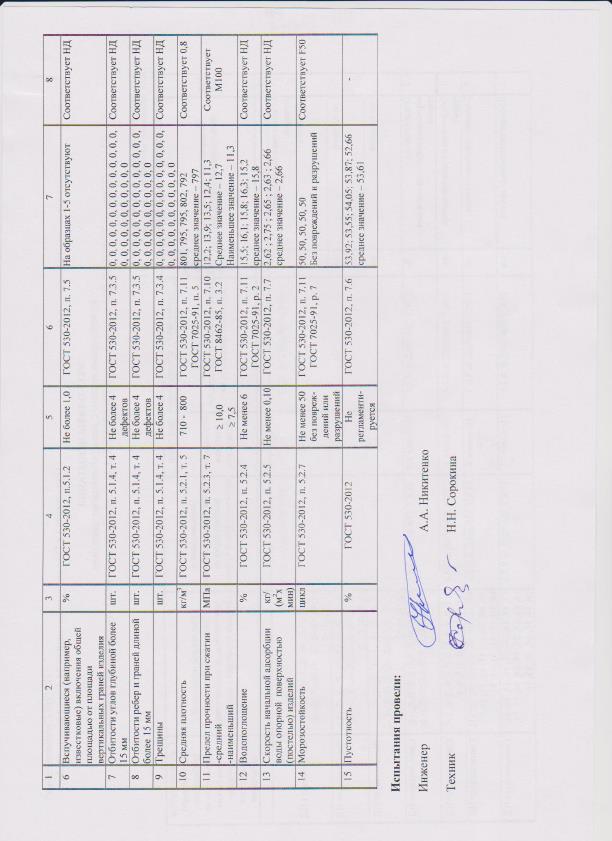 1 2 3 4 5 6 7 8
6 Вспучивающиеся (например, % ГОСТ 530-2012, п.5.1.2 Не более 1,0 ГОСТ 530-2012, п. 7.5 На образцах 1-5 отсутствуют Соответствует НД
известковые) включения общей
площадью от площади
вертикальных граней изделия
7 Отбитости углов глубиной более шт. ГОСТ 530-2012, п. 5.1.4, т. 4 Не более 4 ГОСТ 530-2012, п. 7.3.5 0, 0, 0, 0, 0, 0, 0, 0, 0, 0, 0, 0, Соответствует НД
15 мм дефектов 0, 0, 0, 0, 0, 0, 0, 0, 0
8 Отбитости ребер и граней длиной шт. ГОСТ 530-2012, п. 5.1.4, т. 4 Не более 4 ГОСТ 530-2012, п. 7.3.5 0, 0, 0, 0, 0, 0, 0, 0, 0, 0, 0, 0, Соответствует НД
более 15 мм дефектов 0, 0, 0, 0, 0, 0, 0, 0, 0
9 Трещины шт. ГОСТ 530-2012, п. 5.1.4, т. 4 Не более 4 ГОСТ 530-2012, п. 7.3.4 0, 0, 0, 0, 0, 0, 0, 0, 0, 0, 0, 0, Соответствует НД
0, 0, 0, 0, 0, 0, 0, 0, 0
10 Средняя плотность кг/м³ ГОСТ 530-2012, п. 5.2.1, т. 5 710 - 800 ГОСТ 530-2012, п. 7.11 801, 795, 795, 802, 792 Соответствует 0,8
ГОСТ 7025-91, п. 5 среднее значение – 797
11 Предел прочности при сжатии МПа ГОСТ 530-2012, п. 5.2.3, т. 7 ГОСТ 530-2012, п. 7.10 12,2; 13,9; 13,5; 12,4; 11,3 Соответствует
-средний ≥ 10,0 ГОСТ 8462-85, п. 3.2 Среднее значение – 12,7 М100
-наименьший ≥ 7,5 Наименьшее значение – 11,3
12 Водопоглощение % ГОСТ 530-2012, п. 5.2.4 Не менее 6 ГОСТ 530-2012, п. 7.11 15,5; 16,1; 15,8; 16,3; 15,2 Соответствует НД
ГОСТ 7025-91, р. 2 среднее значение – 15,8
13 Скорость начальной адсорбции кг/ ГОСТ 530-2012, п. 5.2.5 Не менее 0,10 ГОСТ 530-2012, п. 7.7 2,62 ; 2,75 ; 2,65 ; 2,63 ; 2,66 Соответствует НД
воды опорной поверхностью (м²х среднее значение – 2,66
(постелью) изделий мин)
14 Морозостойкость цикл ГОСТ 530-2012, п. 5.2.7 Не менее 50 ГОСТ 530-2012, п. 7.11 50, 50, 50, 50, 50 Соответствует F50
без повреж- ГОСТ 7025-91, р. 7 Без повреждений и разрушений
дений или
разрушений
15 Пустотность % ГОСТ 530-2012 Не ГОСТ 530-2012, п. 7.6 53,92; 53,55; 54,05; 53,87; 52,66 -
регламенти- среднее значение – 53,61
руется
Испытания провели:
Инженер А.А. Никитенко
Техник Н.Н. Сорокина